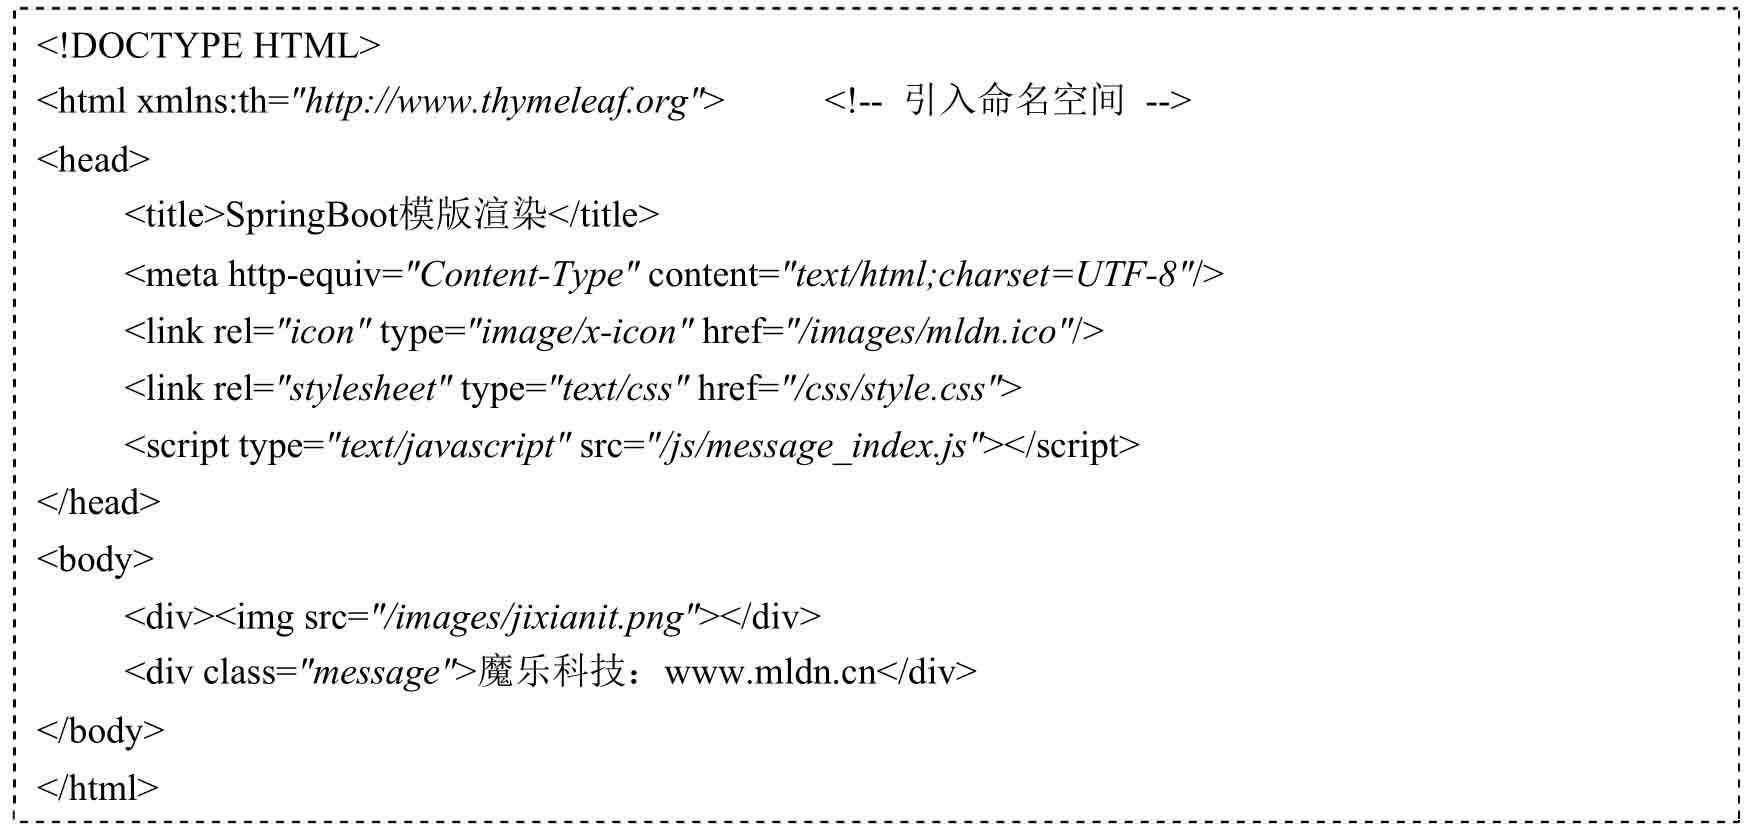 <!DOCTYPE HTML>
<html xmlns:th="http://www.thymeleaf.org"> <!-- 引入命名空间 -->
<head>
<title>SpringBoot模版渲染</title>
<meta http-equiv="Content-Type" content="text/html;charset=UTF-8"/>
<link rel="icon" type="image/x-icon" href="/images/mldn.ico"/>
<link rel="stylesheet" type="text/css" href="/css/style.css">
<script type="text/javascript" src="/js/message_index.js"></script>
</head>
<body>
<div><img src="/images/jixianit.png"></div>
<div class="message">魔乐科技：www.mldn.cn</div>
</body>
</html>